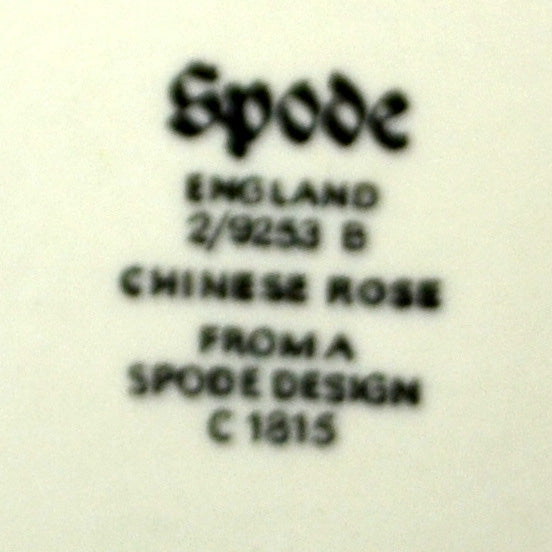 Spode
ENGLAND
2/9253 B
CHINESE ROSE
FROM A
SPODE DESIGN
C 1815